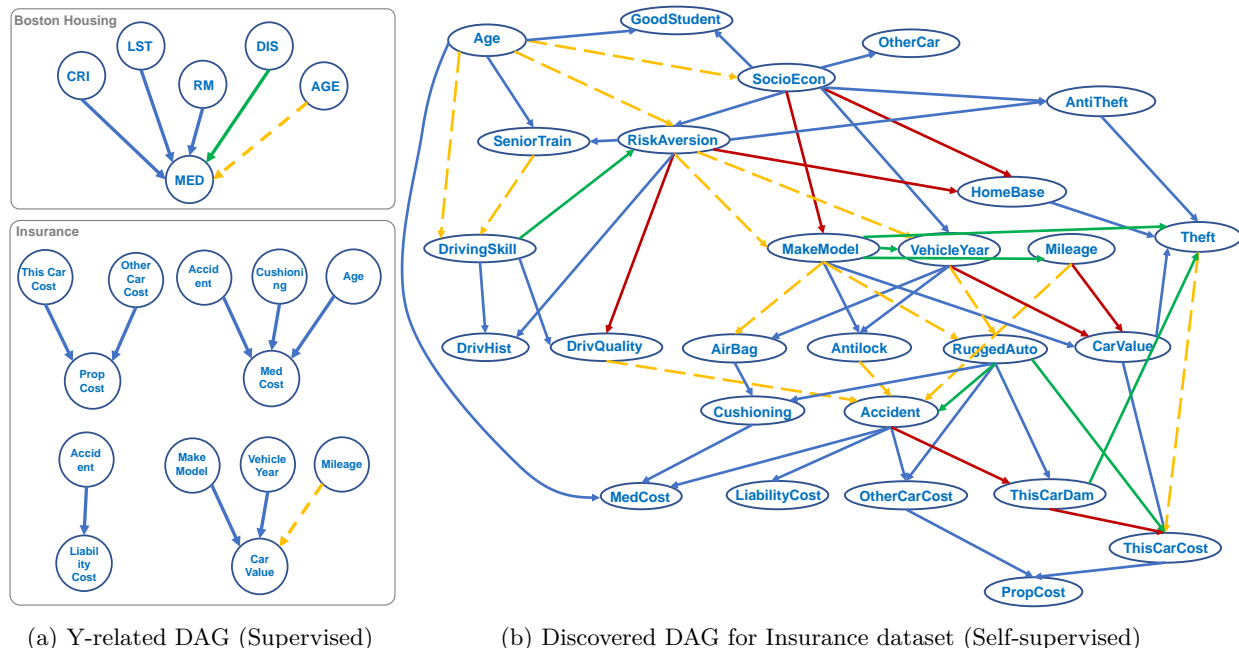 Boston Housing
CRI
LST
RM
DIS
AGE
MED
Insurance
This Car
Cost
Other
Car
Cost
Prop
Cost
Accid
ent
Cushioni
ng
Age
Med
Cost
Accid
ent
Liabil
ity
Cost
Make
Model
Vehicle
Year
Mileage
Car
Value
(a) Y-related DAG (Supervised)
GoodStudent
Age
OtherCar
SocioEcon
AntiTheft
SeniorTrain
RiskAversion
HomeBase
DrivingSkill
MakeModel
VehicleYear
Mileage
Theft
DrivHist
DrivQuality
AirBag
Antilock
RuggedAuto
CarValue
Cushioning
Accident
MedCost
LiabilityCost
OtherCarCost
ThisCarDam
ThisCarCost
PropCost
(b) Discovered DAG for Insurance dataset (Self-supervised)